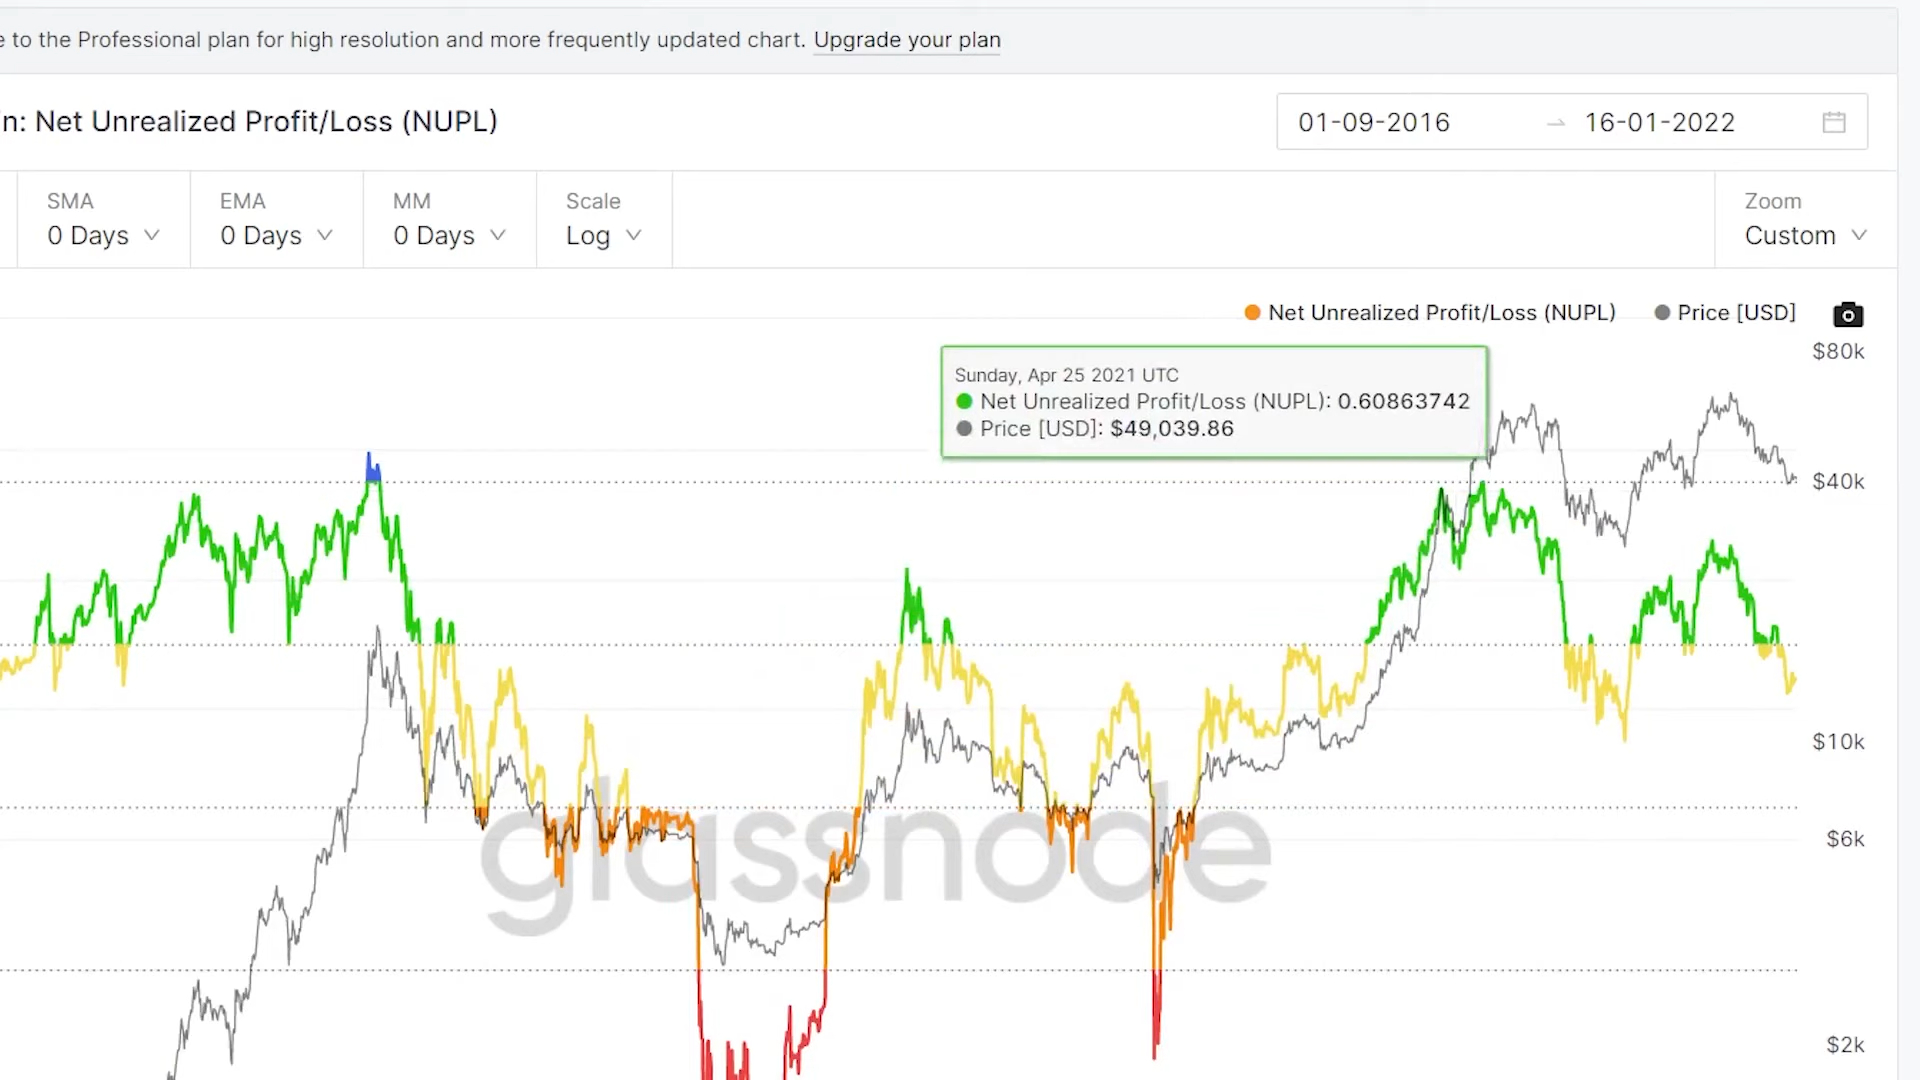 e to the Professional plan for high resolution and more frequently updated chart. Upgrade your plan
n: Net Unrealized Profit/Loss (NUPL)
01-09-2016 → 16-01-2022
SMA
0 Days
EMA
0 Days
MM
0 Days
Scale
Log
Zoom
Custom
Net Unrealized Profit/Loss (NUPL)
Price [USD]
Sunday, Apr 25 2021 UTC
Net Unrealized Profit/Loss (NUPL): 0.60863742
Price [USD]: $49,039.86
$80k
$40k
$10k
$6k
$2k
glassnode